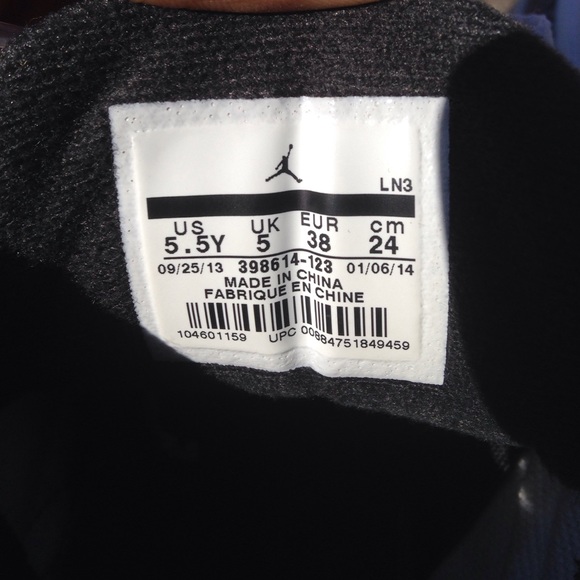 LN3
US UK EUR cm
5.5Y 5 38 24
09/25/13 398614-123 01/06/14
MADE IN CHINA
FABRIQUE EN CHINE
104601159 UPC 00884751849459